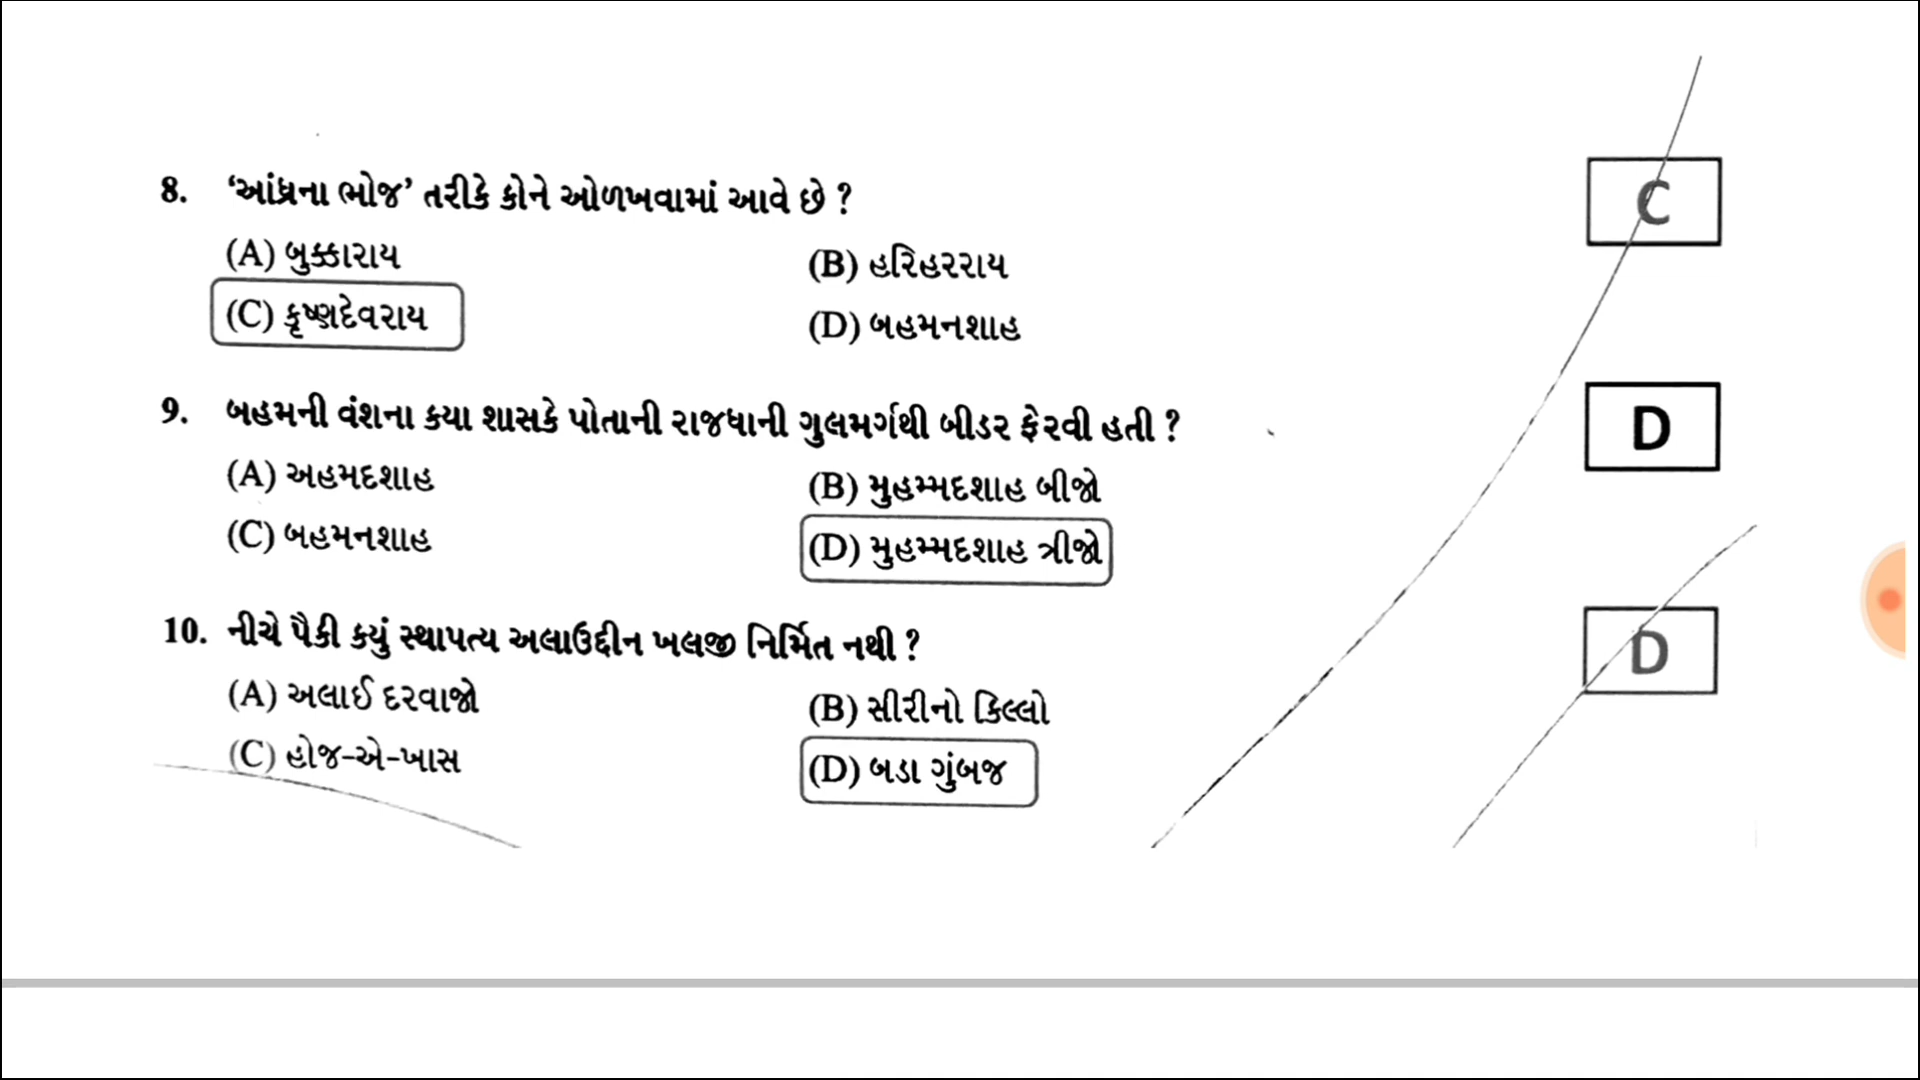 8. ‘આંધ્રના ભોજ’ તરીકે કોને ઓળખવામાં આવે છે ?
C
(A) બુક્કારાય (B) હરિહરરાય
(C) કૃષ્ણદેવરાય (D) બહમનશાહ
9. બહમની વંશના કયા શાસકે પોતાની રાજધાની ગુલમર્ગથી બીડર ફેરવી હતી ?
D
(A) અહમદશાહ (B) મુહમ્મદશાહ બીજો
(C) બહમનશાહ (D) મુહમ્મદશાહ ત્રીજો
10. નીચે પૈકી કયું સ્થાપત્ય અલાઉદ્દીન ખલજી નિર્મિત નથી ?
D
(A) અલાઈ દરવાજો (B) સીરીનો કિલ્લો
(C) હોજ-એ-ખાસ (D) બડા ગુંબજ